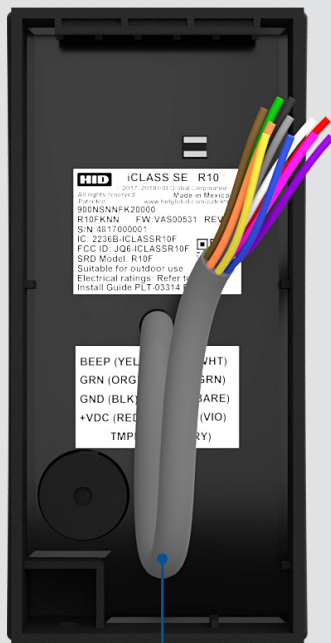 HID iCLASS SE R10
2017-2018 HID Global Corporation
All rights reserved. Made in Mexico
900NSNNFK20000
R10FKNN FW:VAS00531 REV
S/N: 4817000001
IC: 2236B-ICLASSR10F
FCC ID: JQ6-ICLASSR10F
SRD Model: R10F
Suitable for outdoor use
Electrical ratings: Refer to
Install Guide PLT-03314
BEEP (YEL WHT)
GRN (ORG GRN)
GND (BLK) BARE)
+VDC (RED (VIO)